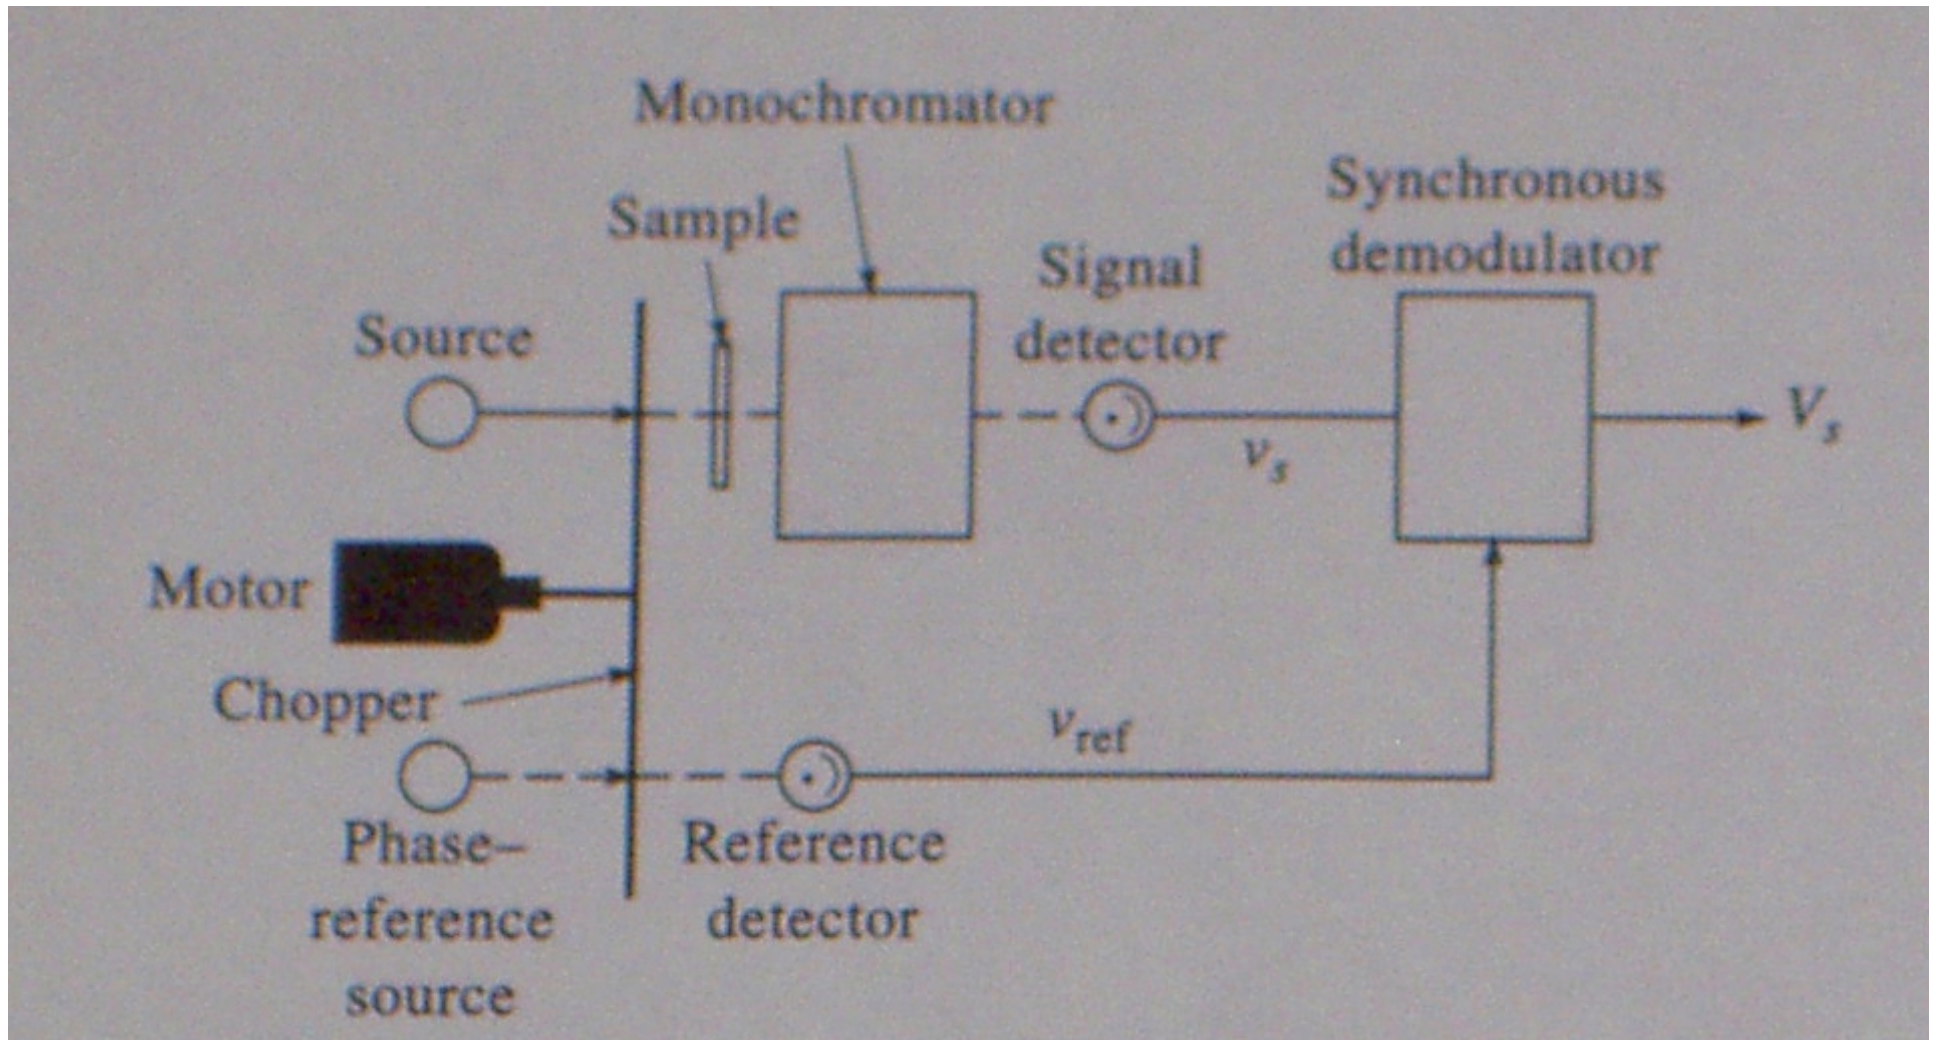 Monochromator
Sample
Synchronous
demodulator
Signal
detector
Source
V_s
v_s
Motor
Chopper
v_ref
Phase–
reference
source
Reference
detector